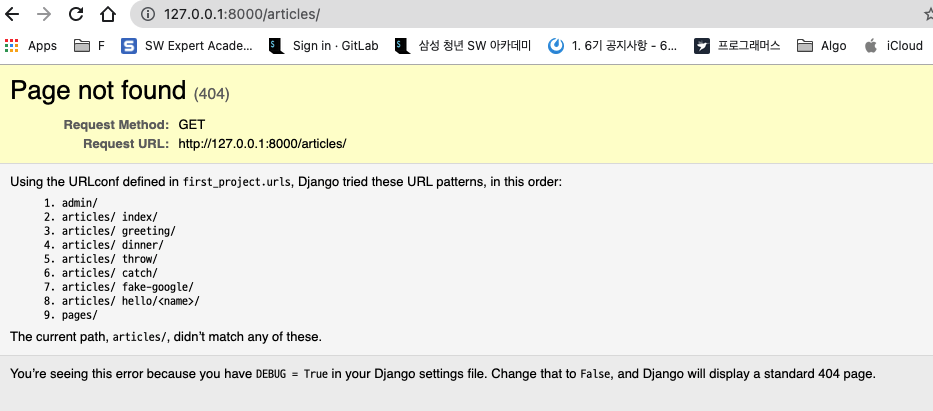 127.0.0.1:8000/articles/
Apps F SW Expert Acade... Sign in · GitLab 삼성 청년 SW 아카데미 1. 6기 공지사항 - 6... 프로그래머스 Algo iCloud
Page not found (404)
Request Method: GET
Request URL: http://127.0.0.1:8000/articles/
Using the URLconf defined in first_project.urls, Django tried these URL patterns, in this order:
1. admin/
2. articles/ index/
3. articles/ greeting/
4. articles/ dinner/
5. articles/ throw/
6. articles/ catch/
7. articles/ fake-google/
8. articles/ hello/<name>/
9. pages/
The current path, articles/, didn’t match any of these.
You’re seeing this error because you have DEBUG = True in your Django settings file. Change that to False, and Django will display a standard 404 page.